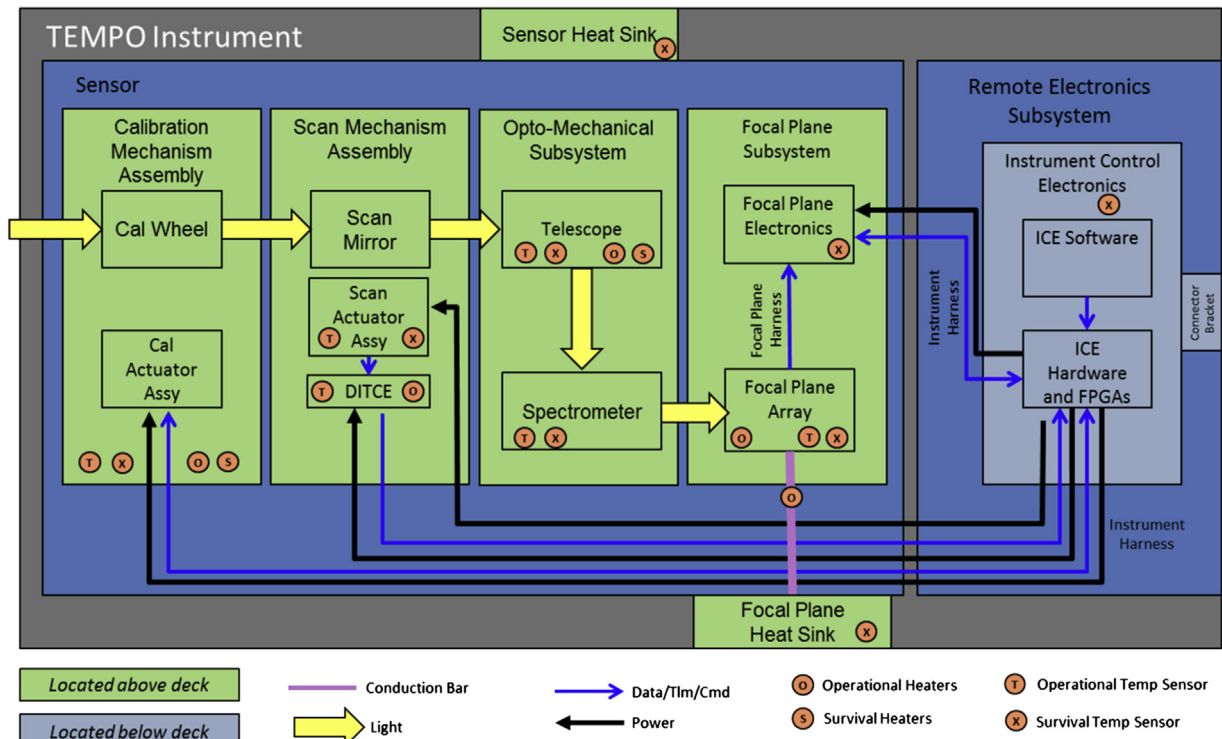 TEMPO Instrument
Sensor Heat Sink
X
Sensor
Calibration
Mechanism
Assembly
Cal Wheel
Cal
Actuator
Assy
T X O S
Scan Mechanism
Assembly
Scan
Mirror
Scan
Actuator
T Assy X
T DITCE O
Opto-Mechanical
Subsystem
Telescope
T X O S
Spectrometer
T X
Focal Plane
Subsystem
Focal Plane
Electronics
X
Focal Plane
Harness
Focal Plane
Array
O T X
O
Focal Plane
Heat Sink
X
Instrument
Harness
Remote Electronics
Subsystem
Instrument Control
Electronics
X
ICE Software
ICE
Hardware
and FPGAs
Connector
Bracket
Instrument
Harness
Located above deck
Located below deck
Conduction Bar
Light
Data/Tlm/Cmd
Power
O Operational Heaters
S Survival Heaters
T Operational Temp Sensor
X Survival Temp Sensor